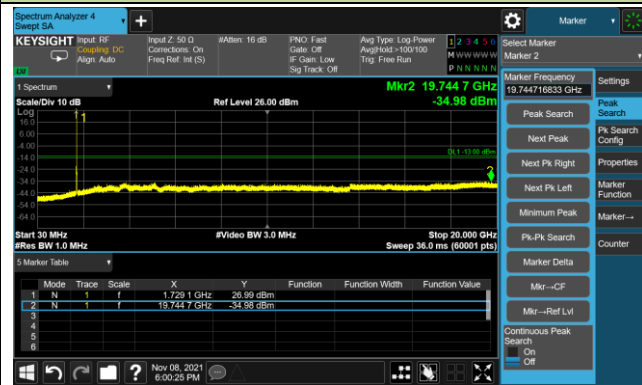 Spectrum Analyzer 4
Swept SA
Marker
KEYSIGHT Input: RF Input Z: 50 Ω #Atten: 16 dB PNO: Fast Avg Type: Log-Power 1 2 3 4 5 6
Coupling: DC Corrections: On Gate: Off Avg|Hold:>100/100 M W W W W W
Align: Auto Freq Ref: Int (S) IF Gain: Low Trig: Free Run P N N N N N
Sig Track: Off
Select Marker
Marker 2
1 Spectrum
Mkr2 19.744 7 GHz
Scale/Div 10 dB Ref Level 26.00 dBm -34.98 dBm
Log
16.0
6.00
-4.00
-14.0
-24.0
-34.0
-44.0
-54.0
-64.0
1
2
DL1 -13.00 dBm
Start 30 MHz #Video BW 3.0 MHz Stop 20.000 GHz
#Res BW 1.0 MHz Sweep 36.0 ms (60001 pts)
5 Marker Table
Mode Trace Scale X Y Function Function Width Function Value
1 N 1 f 1.729 1 GHz 26.99 dBm
2 N 1 f 19.744 7 GHz -34.98 dBm
3
4
5
6
Marker Frequency
19.744716833 GHz
Peak Search
Next Peak
Next Pk Right
Next Pk Left
Minimum Peak
Pk-Pk Search
Marker Delta
Mkr→CF
Mkr→Ref Lvl
Continuous Peak
Search
On
Off
Settings
Peak
Search
Pk Search
Config
Properties
Marker
Function
Marker→
Counter
?
Nov 08, 2021
6:00:25 PM